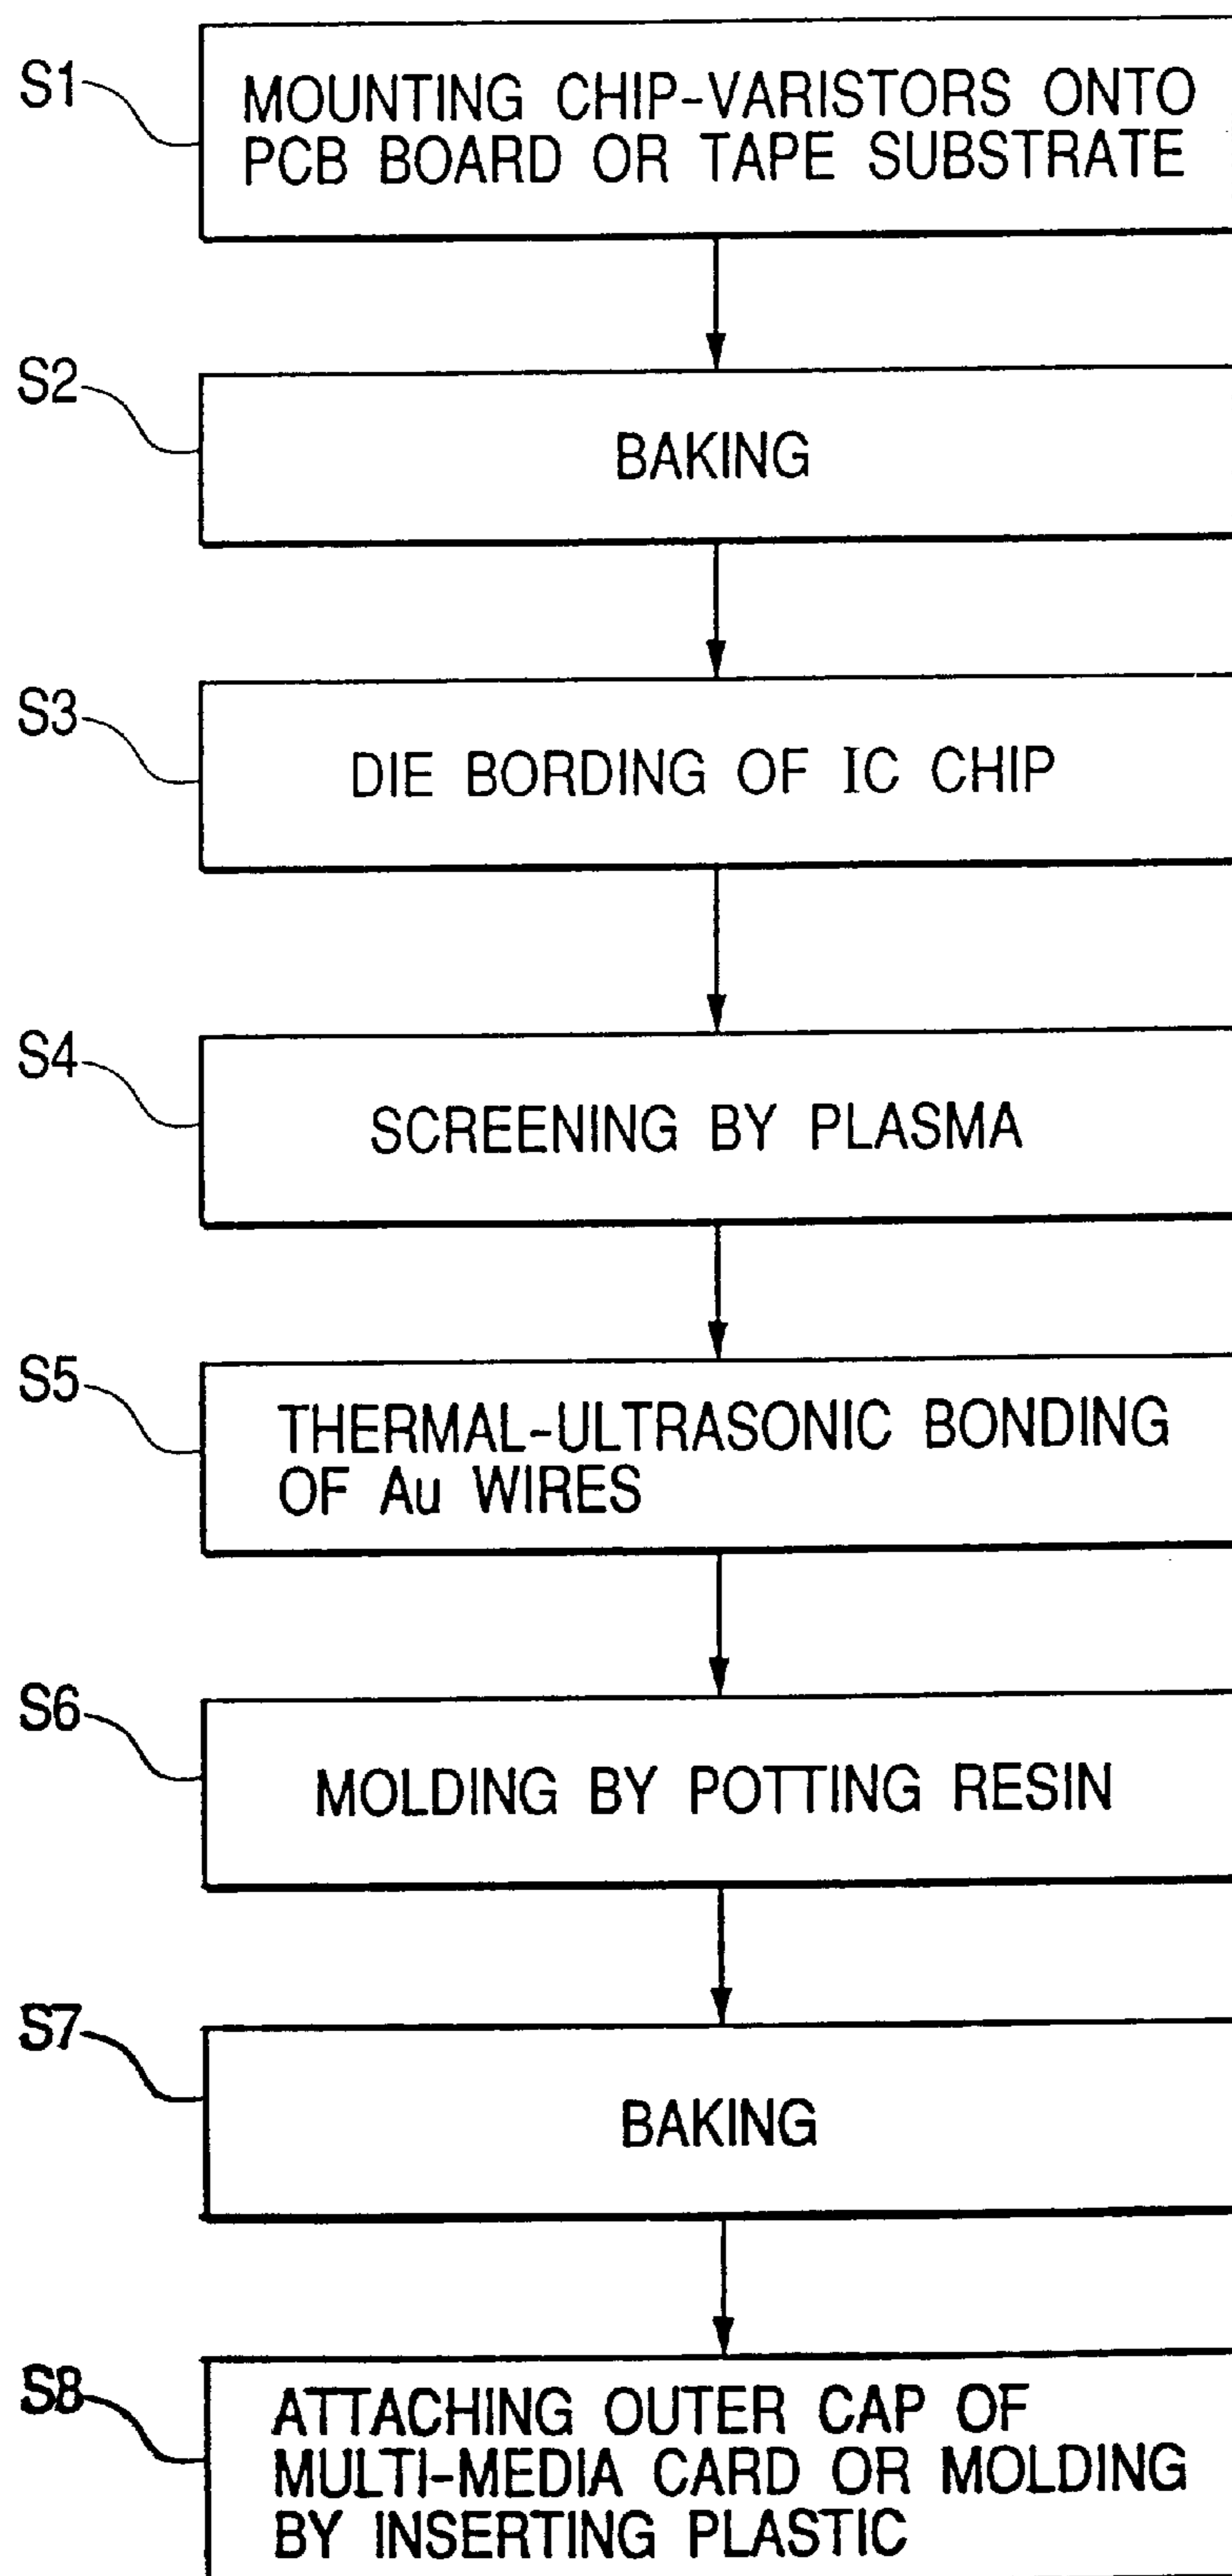 S1
MOUNTING CHIP-VARISTORS ONTO
PCB BOARD OR TAPE SUBSTRATE
S2
BAKING
S3
DIE BORDING OF IC CHIP
S4
SCREENING BY PLASMA
S5
THERMAL-ULTRASONIC BONDING
OF Au WIRES
S6
MOLDING BY POTTING RESIN
S7
BAKING
S8
ATTACHING OUTER CAP OF
MULTI-MEDIA CARD OR MOLDING
BY INSERTING PLASTIC